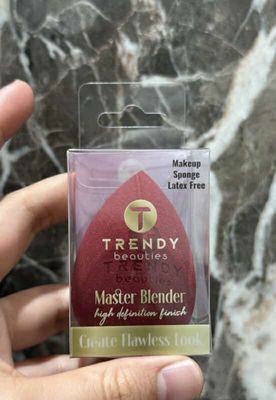 Makeup
Sponge
Latex Free
T
TRENDY
beauties
TRENDY
beauties
Master Blender
high definition finish
Create Flawless Look